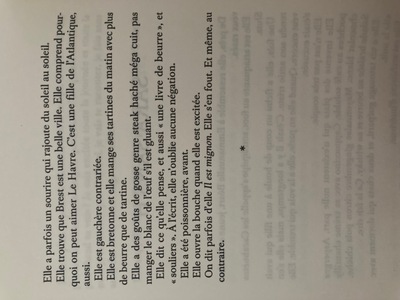 Elle a parfois un sourire qui rajoute du soleil au soleil.
Elle trouve que Brest est une belle ville. Elle comprend pour-
quoi on peut aimer Le Havre. C'est une fille de l'Atlantique,
aussi.
Elle est gauchère contrariée.
Elle est bretonne et elle mange ses tartines du matin avec plus
de beurre que de tartine.
Elle a des goûts de gosse genre steak haché méga cuit, pas
manger le blanc de l'œuf s'il est gluant.
Elle dit ce qu'elle pense, et aussi « une livre de beurre », et
« souliers ». À l'écrit, elle n'oublie aucune négation.
Elle a été poissonnière, avant.
Elle ouvre la bouche quand elle est excitée.
On dit parfois d'elle Il est mignon. Elle s'en fout. Et même, au
contraire.
*